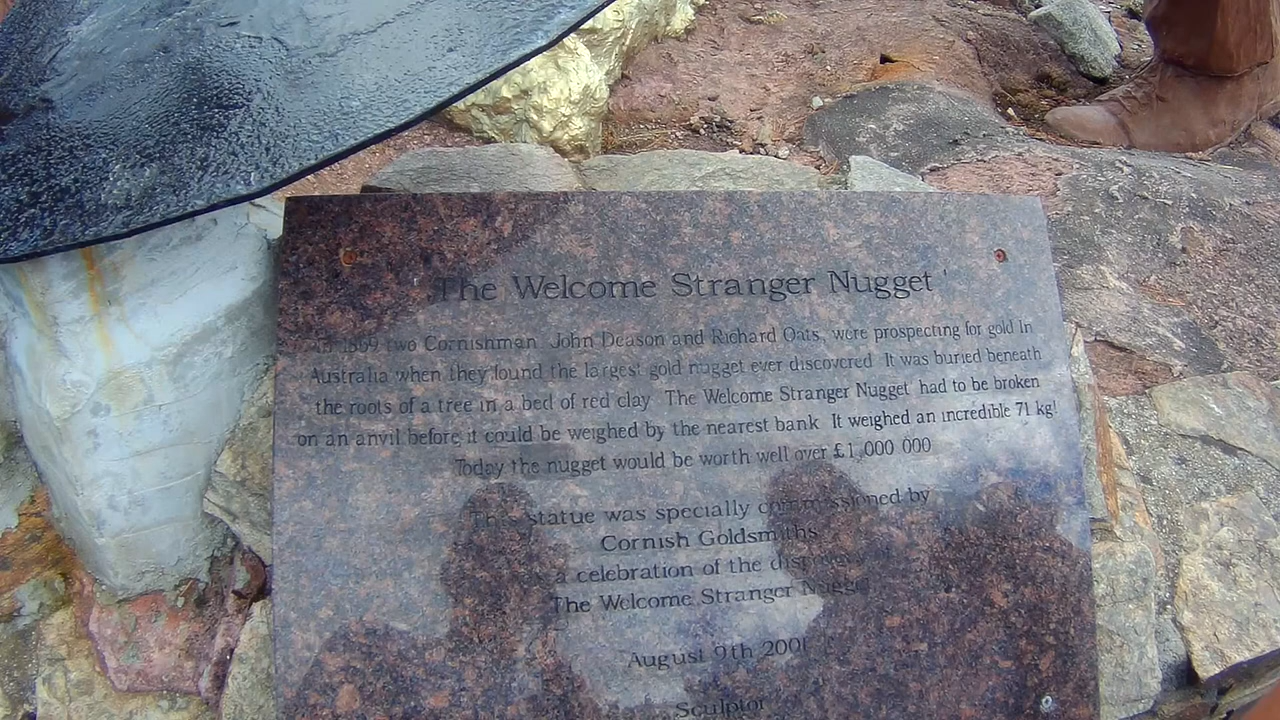 The Welcome Stranger Nugget '
In 1869 two Cornishman John Deason and Richard Oats, were prospecting for gold in
Australia when they found the largest gold nugget ever discovered It was buried beneath
the roots of a tree in a bed of red clay The Welcome Stranger Nugget had to be broken
on an anvil before it could be weighed by the nearest bank It weighed an incredible 71 kg!
Today the nugget would be worth well over £1 000 000
This statue was specially commissioned by
Cornish Goldsmiths
a celebration of the
The Welcome Stranger Nugget
August 9th 2001
Sculptor